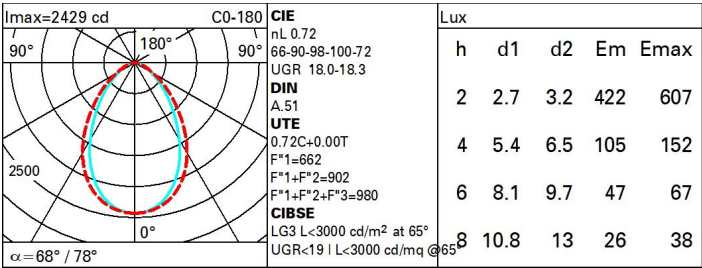 Imax=2429 cd C0-180
90° 180° 90°
2500
0°
α=68° / 78°
CIE
nL 0.72
66-90-98-100-72
UGR 18.0-18.3
DIN
A.51
UTE
0.72C+0.00T
F"1=662
F"1+F"2=902
F"1+F"2+F"3=980
CIBSE
LG3 L<3000 cd/m² at 65°
UGR<19 | L<3000 cd/mq @65°
Lux
h d1 d2 Em Emax
2 2.7 3.2 422 607
4 5.4 6.5 105 152
6 8.1 9.7 47 67
8 10.8 13 26 38